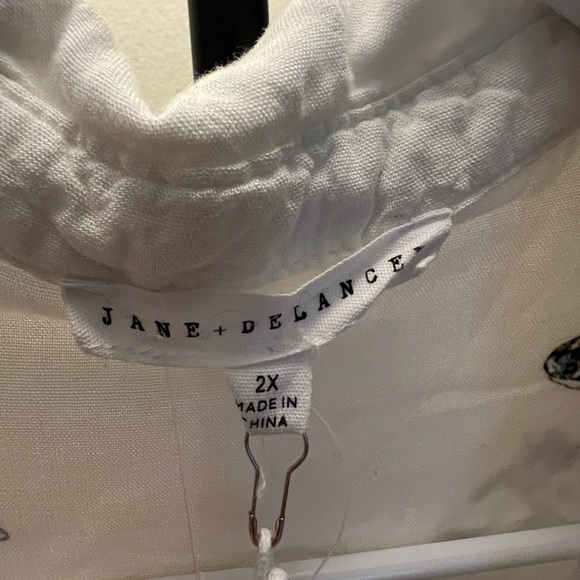 JANE + DELANCEY
2X
MADE IN
CHINA